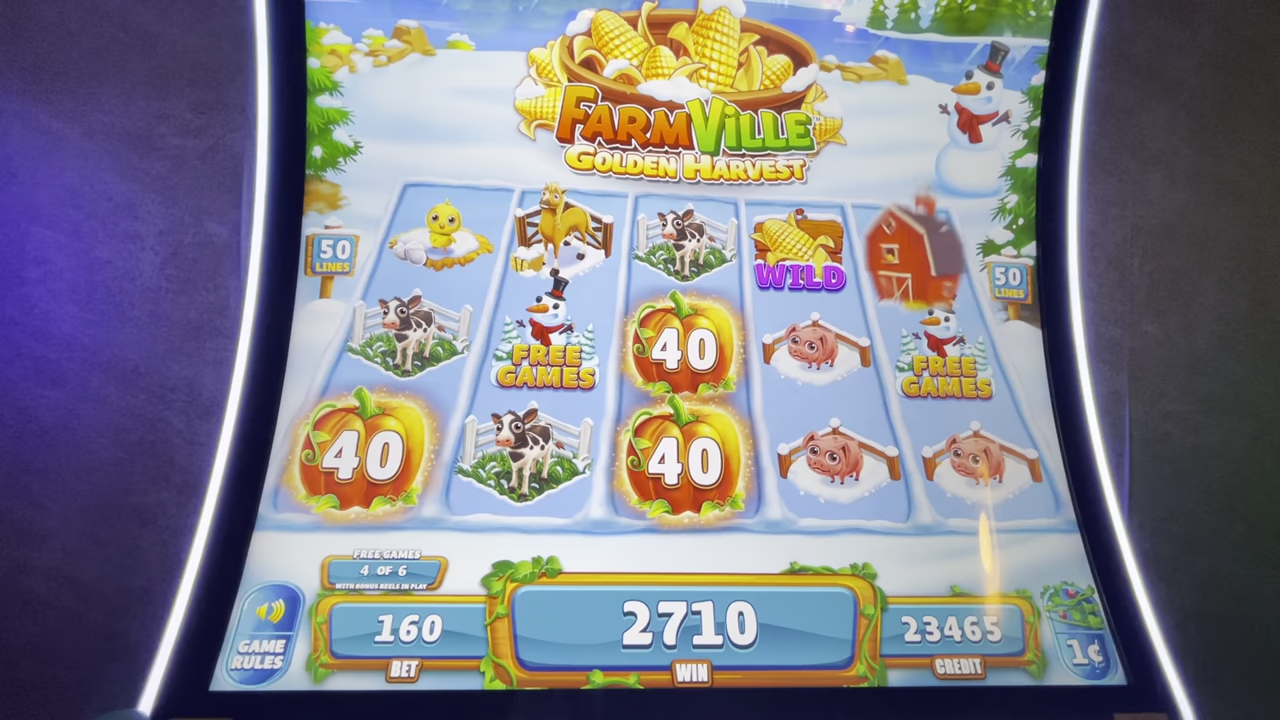 FARMVILLE™
GOLDEN HARVEST
50
LINES
WILD
50
LINES
FREE
GAMES
40
FREE
GAMES
40
40
FREE GAMES
4 OF 6
WITH BONUS REELS IN PLAY
160
BET
2710
WIN
23465
CREDIT
GAME
RULES
1¢